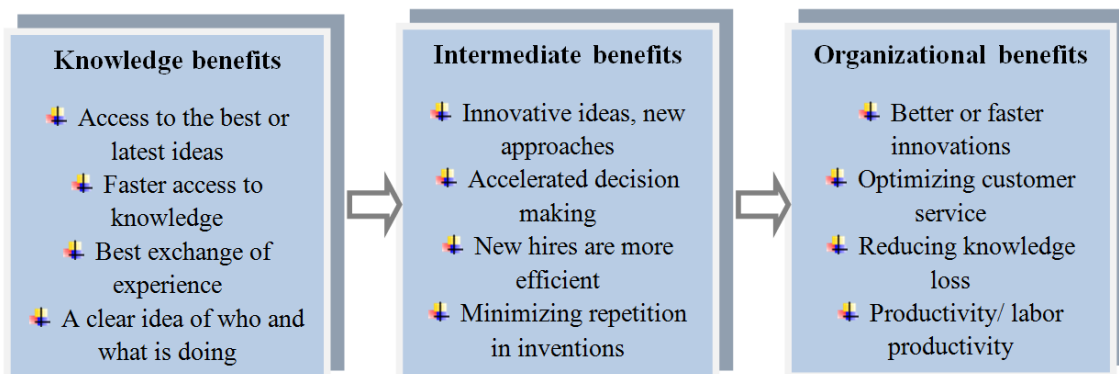 Knowledge benefits
Access to the best or
latest ideas
Faster access to
knowledge
Best exchange of
experience
A clear idea of who and
what is doing
Intermediate benefits
Innovative ideas, new
approaches
Accelerated decision
making
New hires are more
efficient
Minimizing repetition
in inventions
Organizational benefits
Better or faster
innovations
Optimizing customer
service
Reducing knowledge
loss
Productivity/ labor
productivity